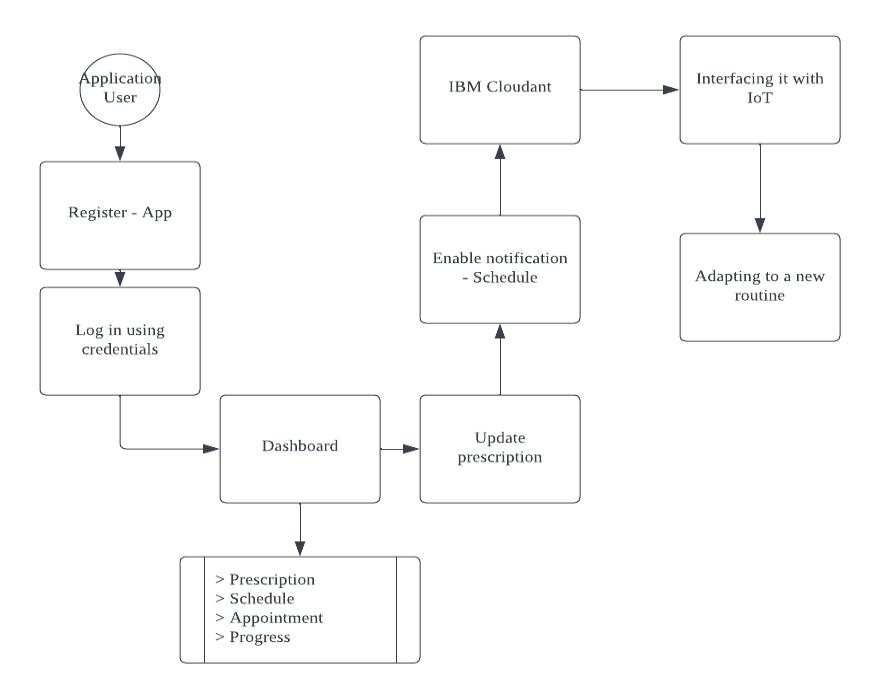 Application
User
Register - App
Log in using
credentials
Dashboard
> Prescription
> Schedule
> Appointment
> Progress
Update
prescription
Enable notification
- Schedule
IBM Cloudant
Interfacing it with
IoT
Adapting to a new
routine